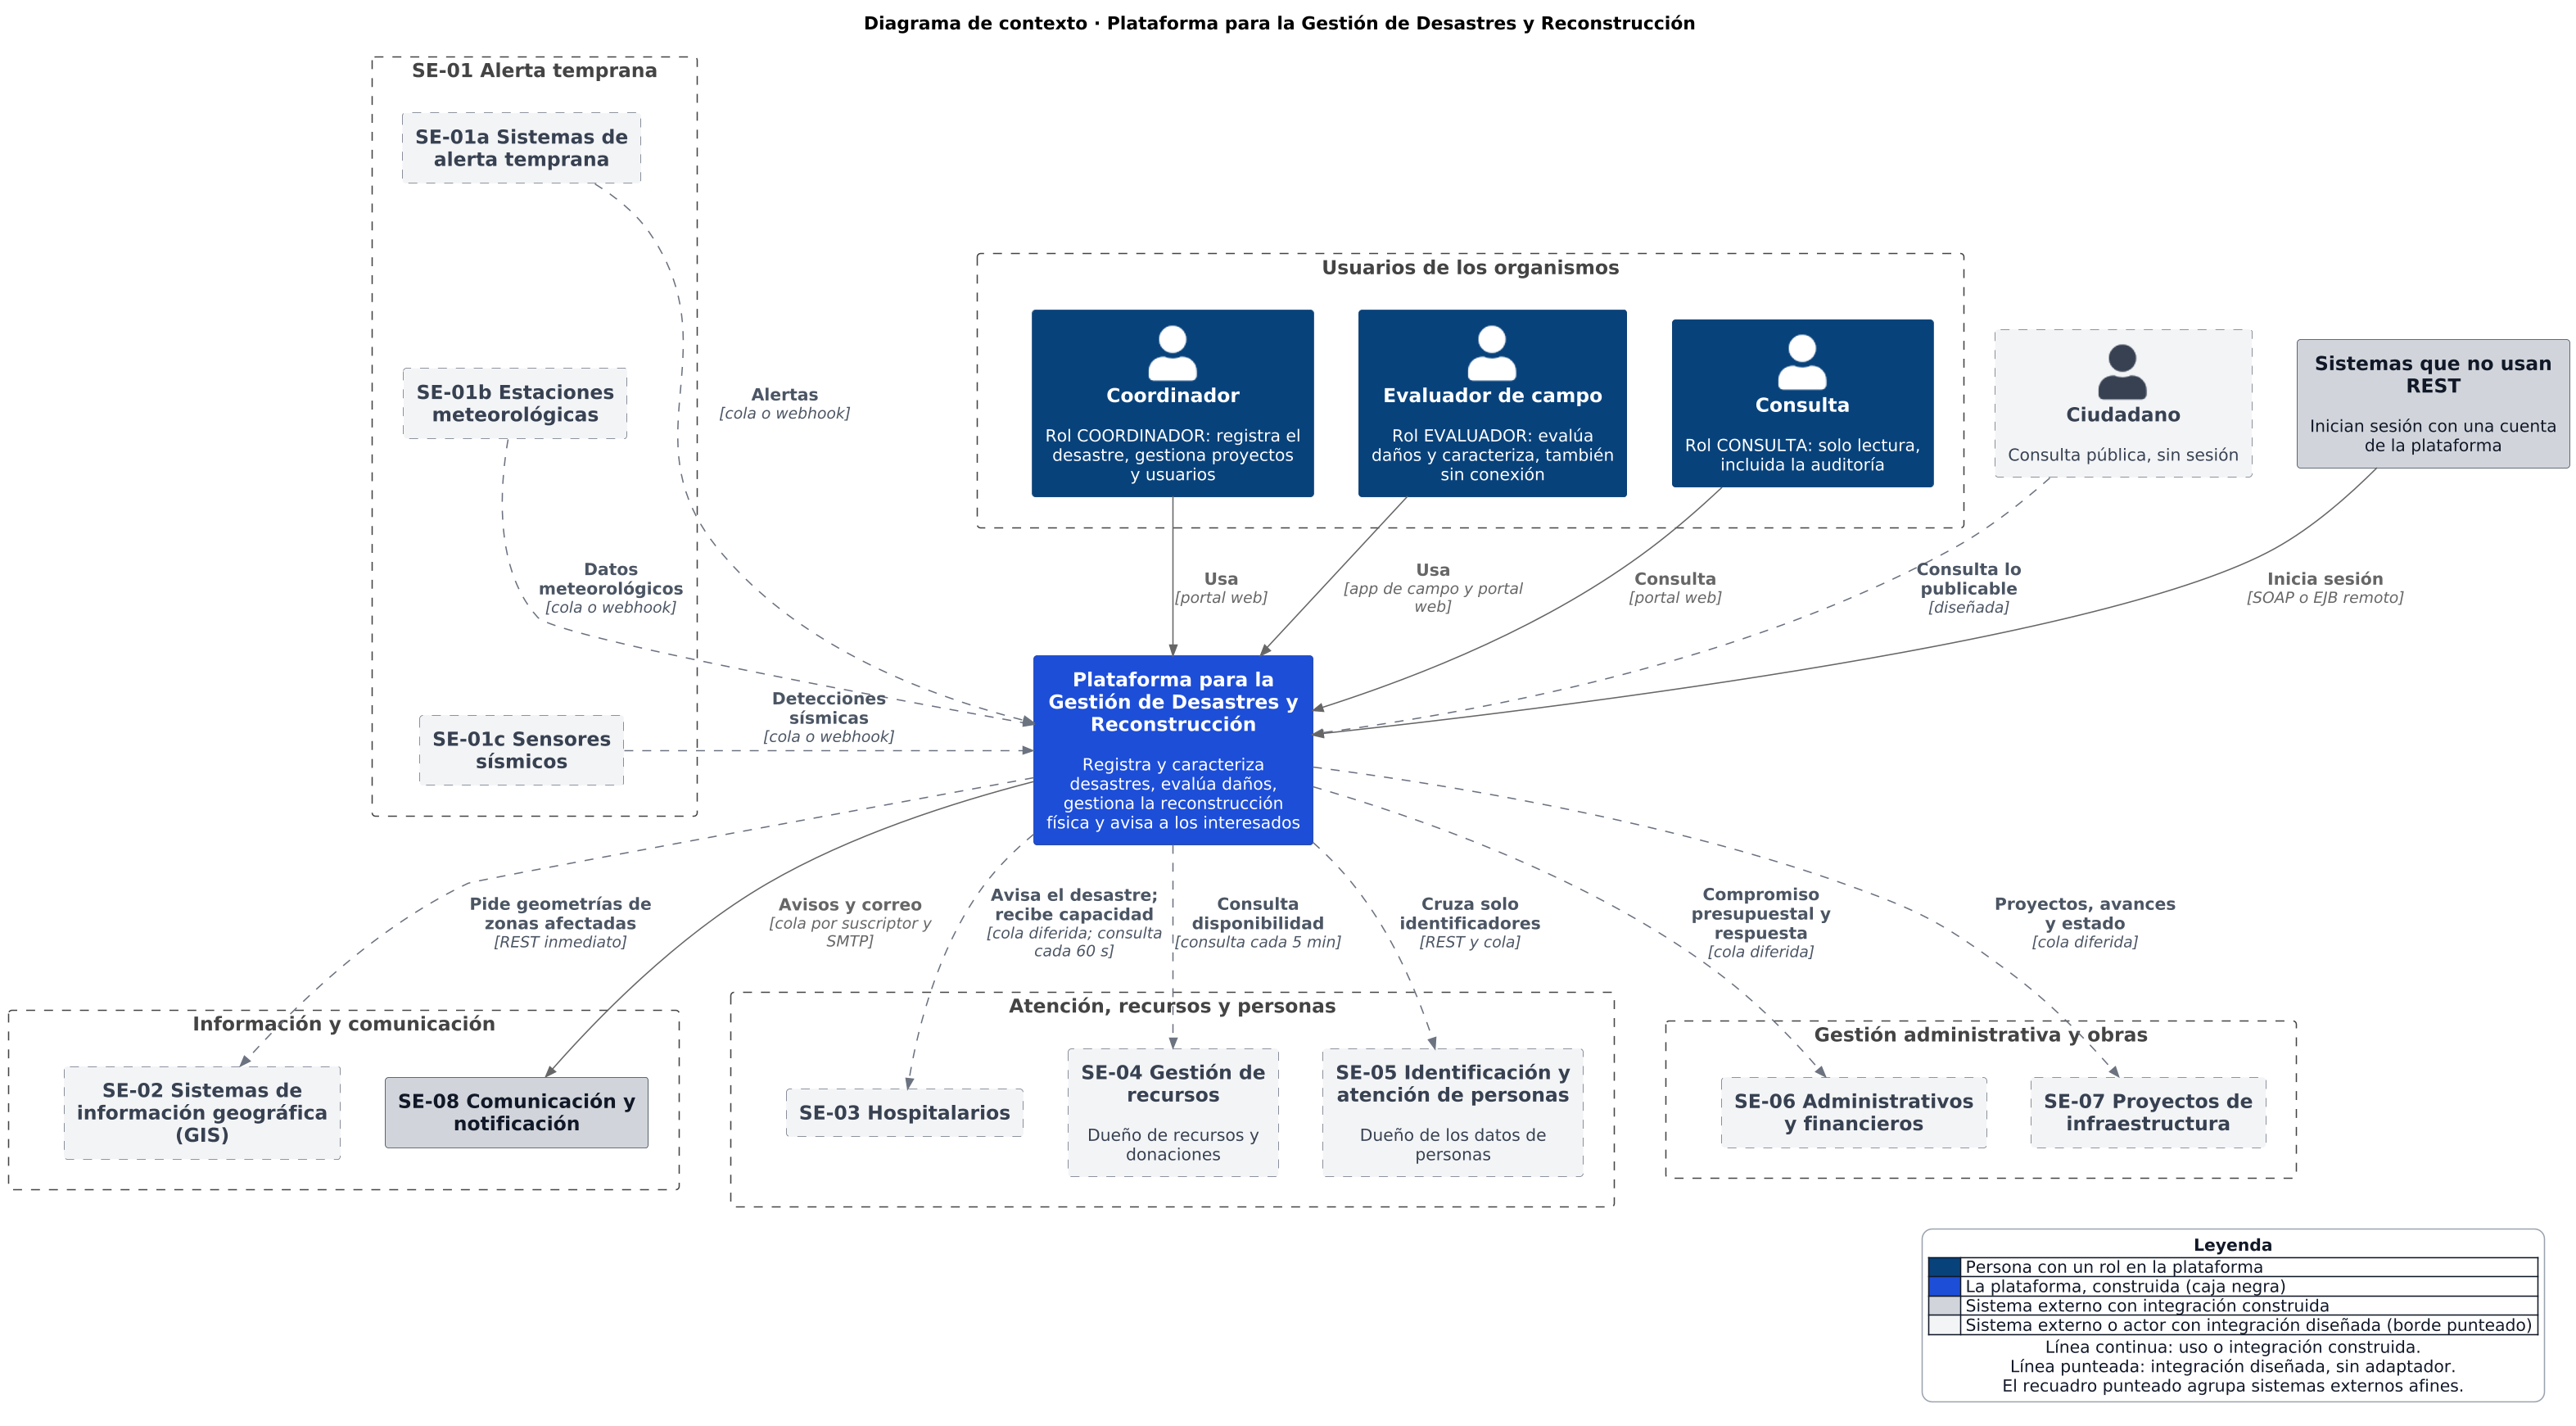 Diagrama de contexto · Plataforma para la Gestión de Desastres y Reconstrucción
SE-01 Alerta temprana
SE-01a Sistemas de
alerta temprana
SE-01b Estaciones
meteorológicas
SE-01c Sensores
sísmicos
Alertas
[cola o webhook]
Datos
meteorológicos
[cola o webhook]
Detecciones
sísmicas
[cola o webhook]
Usuarios de los organismos
Coordinador
Rol COORDINADOR: registra el
desastre, gestiona proyectos
y usuarios
Evaluador de campo
Rol EVALUADOR: evalúa
daños y caracteriza, también
sin conexión
Consulta
Rol CONSULTA: solo lectura,
incluida la auditoría
Ciudadano
Consulta pública, sin sesión
Sistemas que no usan
REST
Inician sesión con una cuenta
de la plataforma
Usa
[portal web]
Usa
[app de campo y portal
web]
Consulta
[portal web]
Consulta lo
publicable
[diseñada]
Inicia sesión
[SOAP o EJB remoto]
Plataforma para la
Gestión de Desastres y
Reconstrucción
Registra y caracteriza
desastres, evalúa daños,
gestiona la reconstrucción
física y avisa a los interesados
Pide geometrías de
zonas afectadas
[REST inmediato]
Avisos y correo
[cola por suscriptor y
SMTP]
Avisa el desastre;
recibe capacidad
[cola diferida; consulta
cada 60 s]
Consulta
disponibilidad
[consulta cada 5 min]
Cruza solo
identificadores
[REST y cola]
Compromiso
presupuestal y
respuesta
[cola diferida]
Proyectos, avances
y estado
[cola diferida]
Información y comunicación
SE-02 Sistemas de
información geográfica
(GIS)
SE-08 Comunicación y
notificación
Atención, recursos y personas
SE-03 Hospitalarios
SE-04 Gestión de
recursos
Dueño de recursos y
donaciones
SE-05 Identificación y
atención de personas
Dueño de los datos de
personas
Gestión administrativa y obras
SE-06 Administrativos
y financieros
SE-07 Proyectos de
infraestructura
Leyenda
Persona con un rol en la plataforma
La plataforma, construida (caja negra)
Sistema externo con integración construida
Sistema externo o actor con integración diseñada (borde punteado)
Línea continua: uso o integración construida.
Línea punteada: integración diseñada, sin adaptador.
El recuadro punteado agrupa sistemas externos afines.